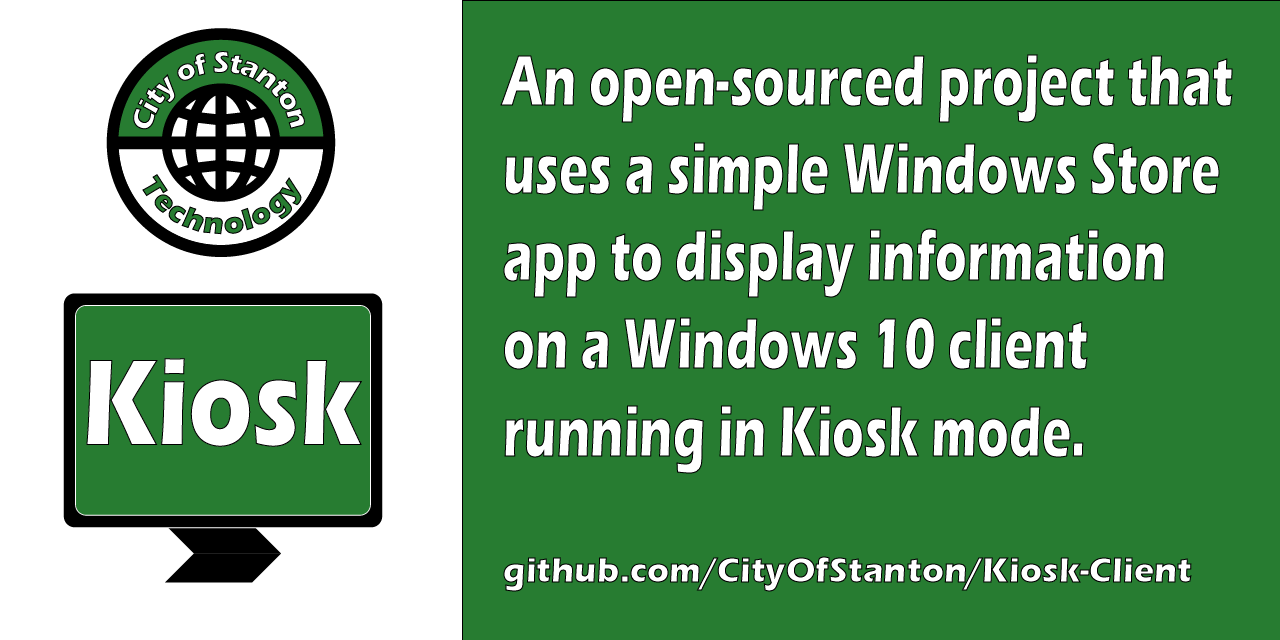 City of Stanton
Technology
Kiosk
An open-sourced project that
uses a simple Windows Store
app to display information
on a Windows 10 client
running in Kiosk mode.
github.com/CityOfStanton/Kiosk-Client